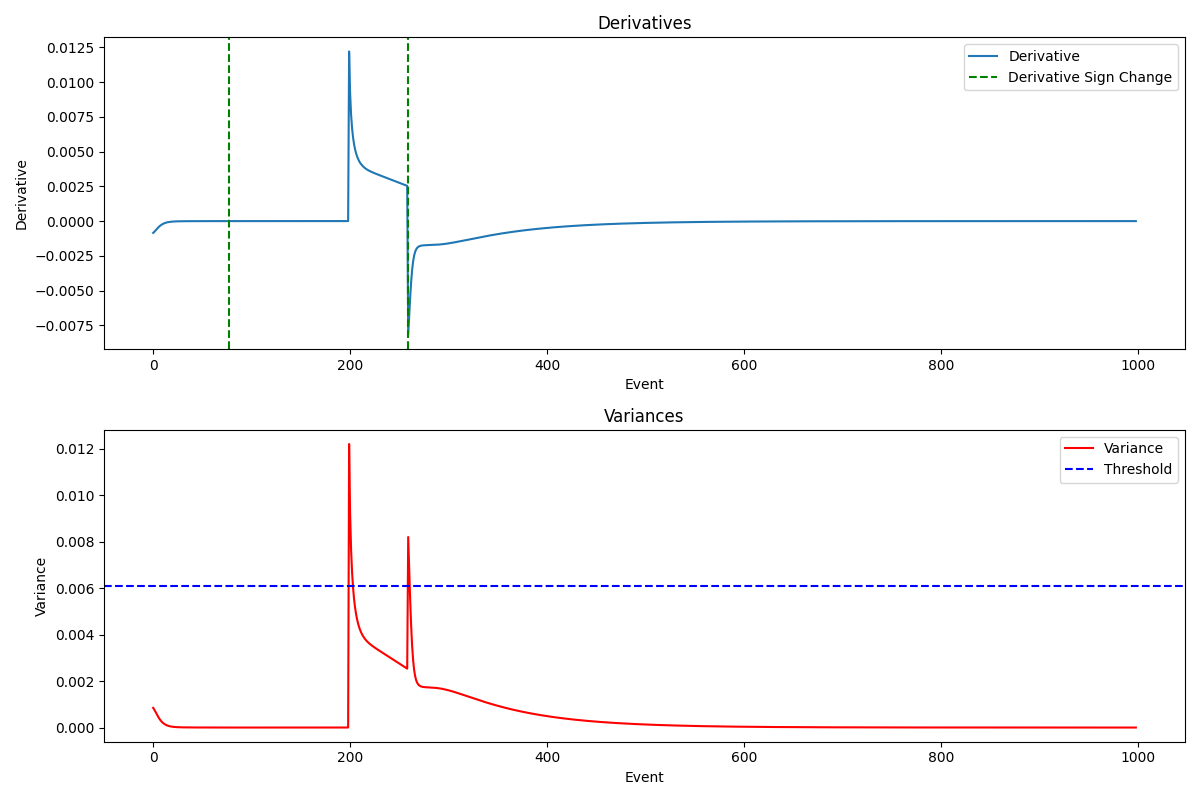 Derivatives
Derivative
0.0125
0.0100
0.0075
0.0050
0.0025
0.0000
−0.0025
−0.0050
−0.0075
Derivative
Derivative Sign Change
0 200 400 600 800 1000
Event
Variances
Variance
0.012
0.010
0.008
0.006
0.004
0.002
0.000
Variance
Threshold
0 200 400 600 800 1000
Event